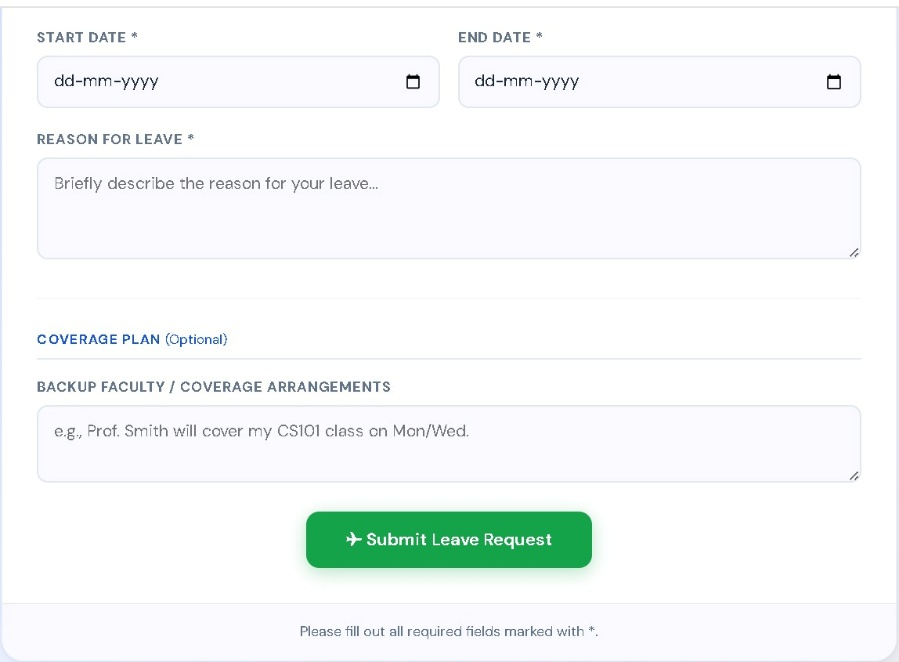 START DATE *
END DATE *
dd-mm-yyyy
dd-mm-yyyy
REASON FOR LEAVE *
Briefly describe the reason for your leave...
COVERAGE PLAN (Optional)
BACKUP FACULTY / COVERAGE ARRANGEMENTS
e.g., Prof. Smith will cover my CS101 class on Mon/Wed.
✈ Submit Leave Request
Please fill out all required fields marked with *.